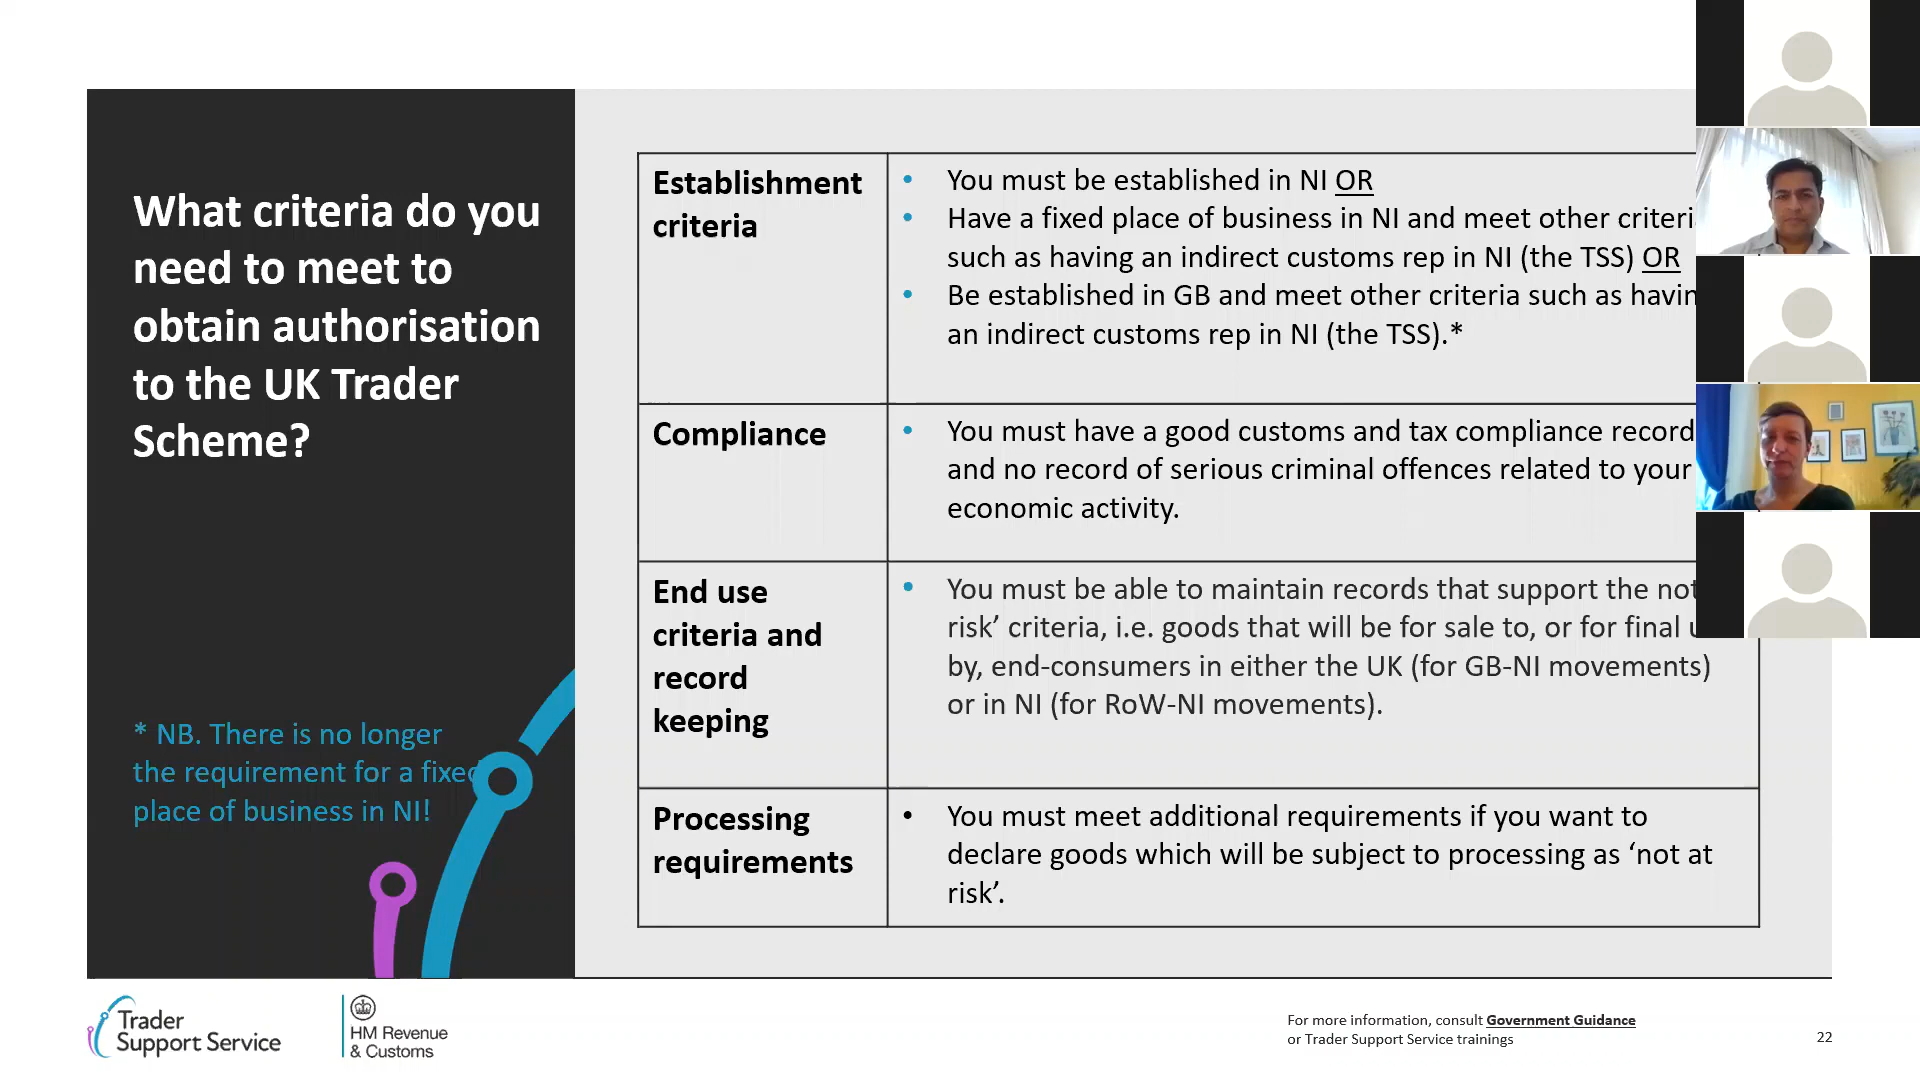 What criteria do you
need to meet to
obtain authorisation
to the UK Trader
Scheme?
* NB. There is no longer
the requirement for a fixed
place of business in NI!
Establishment
criteria
• You must be established in NI OR
• Have a fixed place of business in NI and meet other criteri
such as having an indirect customs rep in NI (the TSS) OR
• Be established in GB and meet other criteria such as havin
an indirect customs rep in NI (the TSS).*
Compliance
• You must have a good customs and tax compliance record
and no record of serious criminal offences related to your
economic activity.
End use
criteria and
record
keeping
• You must be able to maintain records that support the not
risk’ criteria, i.e. goods that will be for sale to, or for final
by, end-consumers in either the UK (for GB-NI movements)
or in NI (for RoW-NI movements).
Processing
requirements
• You must meet additional requirements if you want to
declare goods which will be subject to processing as ‘not at
risk’.
Trader
Support Service
HM Revenue
& Customs
For more information, consult Government Guidance
or Trader Support Service trainings
22